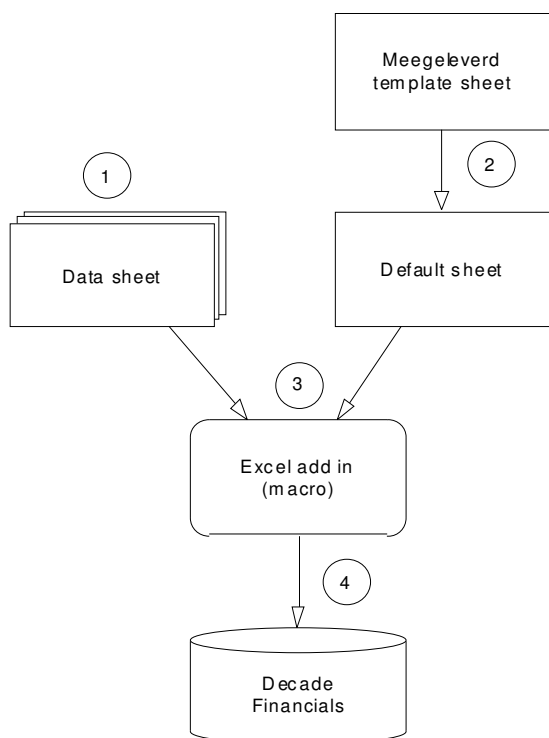 Meegeleverd
template sheet
2
1
Data sheet
Default sheet
3
Excel add in
(macro)
4
Decade
Financials